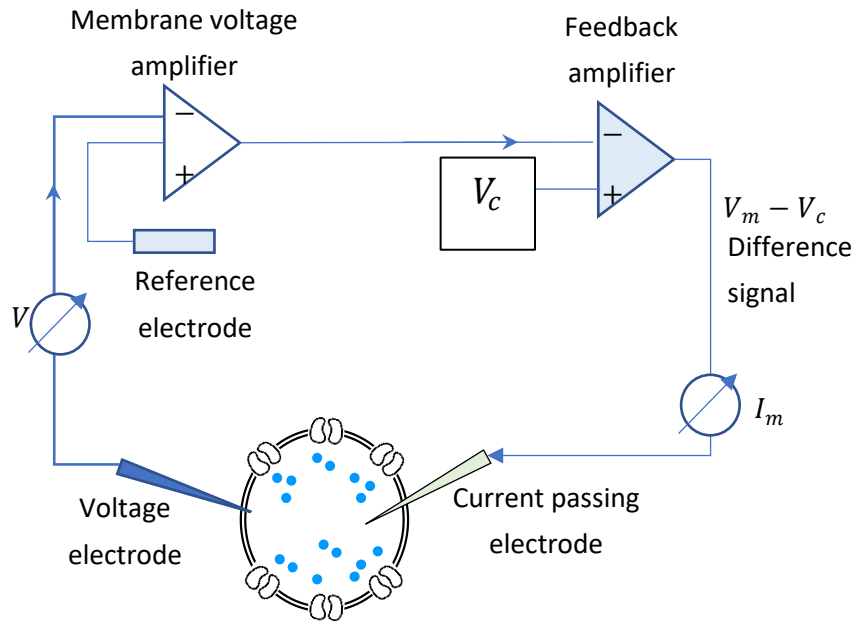 Membrane voltage
amplifier
Feedback
amplifier
−
+
−
+
V_c
V_m − V_c
Difference
signal
Reference
electrode
V
I_m
Voltage
electrode
Current passing
electrode